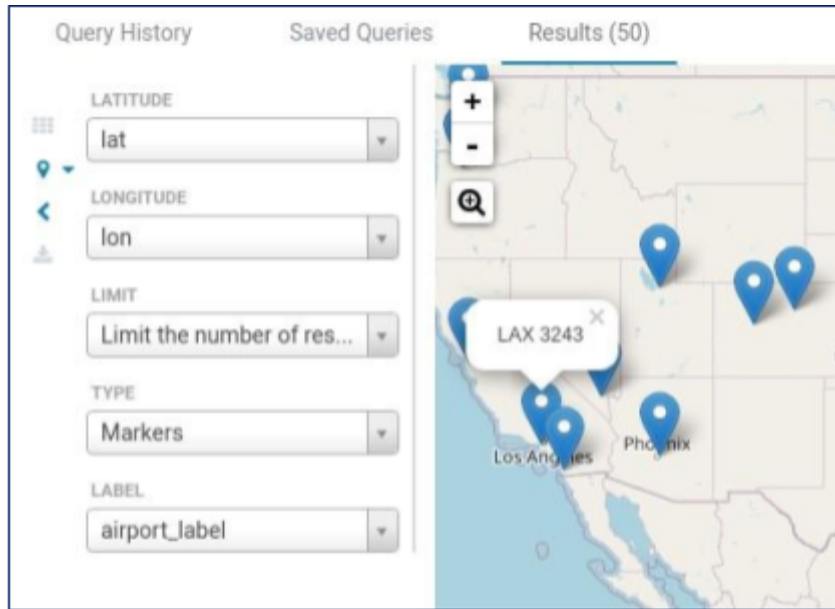 Query History Saved Queries Results (50)
LATITUDE
lat
LONGITUDE
lon
LIMIT
Limit the number of res...
TYPE
Markers
LABEL
airport_label
+
-
LAX 3243
Los Angeles
Phoenix